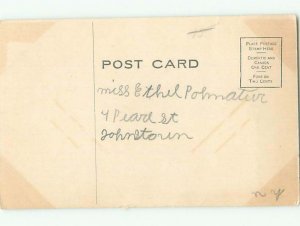 PLACE POSTAGE
STAMP HERE
DOMESTIC AND
CANADA
ONE CENT
FOREIGN
TWO CENTS
POST CARD
miss Ethel Polmatier
4 Pearl St
Johnstown
n y